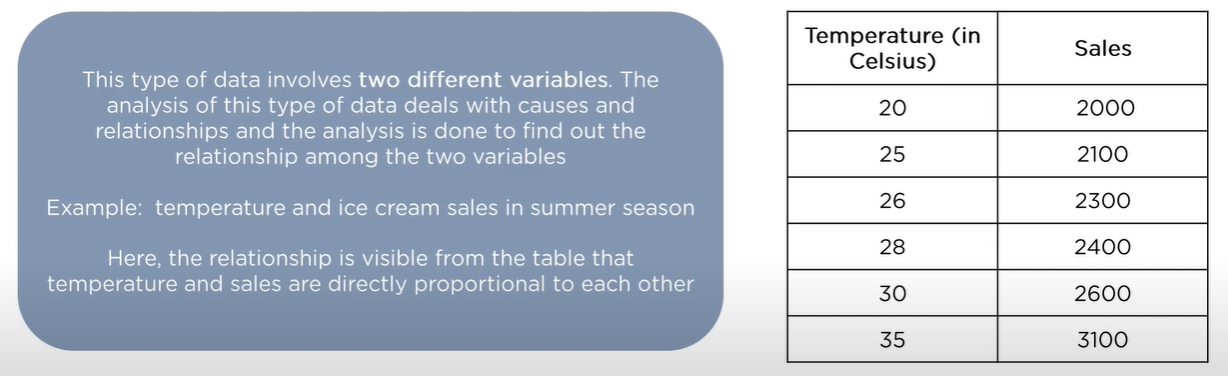 This type of data involves two different variables. The
analysis of this type of data deals with causes and
relationships and the analysis is done to find out the
relationship among the two variables
Example: temperature and ice cream sales in summer season
Here, the relationship is visible from the table that
temperature and sales are directly proportional to each other
Temperature (in
Celsius)
Sales
20 2000
25 2100
26 2300
28 2400
30 2600
35 3100